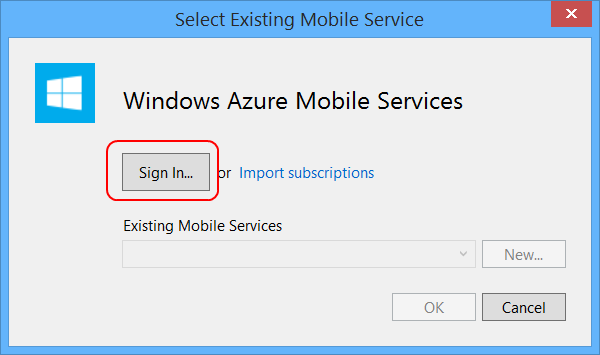 Select Existing Mobile Service
Windows Azure Mobile Services
Sign In... or Import subscriptions
Existing Mobile Services
New...
OK Cancel